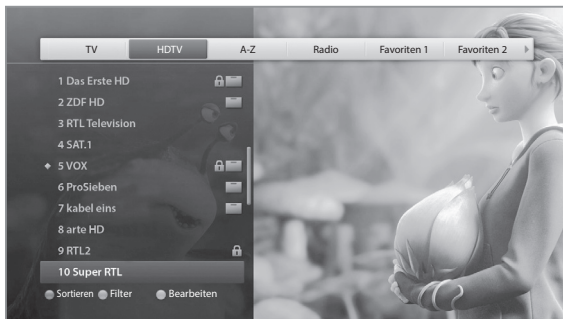 TV HDTV A-Z Radio Favoriten 1 Favoriten 2
1 Das Erste HD
2 ZDF HD
3 RTL Television
4 SAT.1
5 VOX
6 ProSieben
7 kabel eins
8 arte HD
9 RTL2
10 Super RTL
Sortieren Filter Bearbeiten